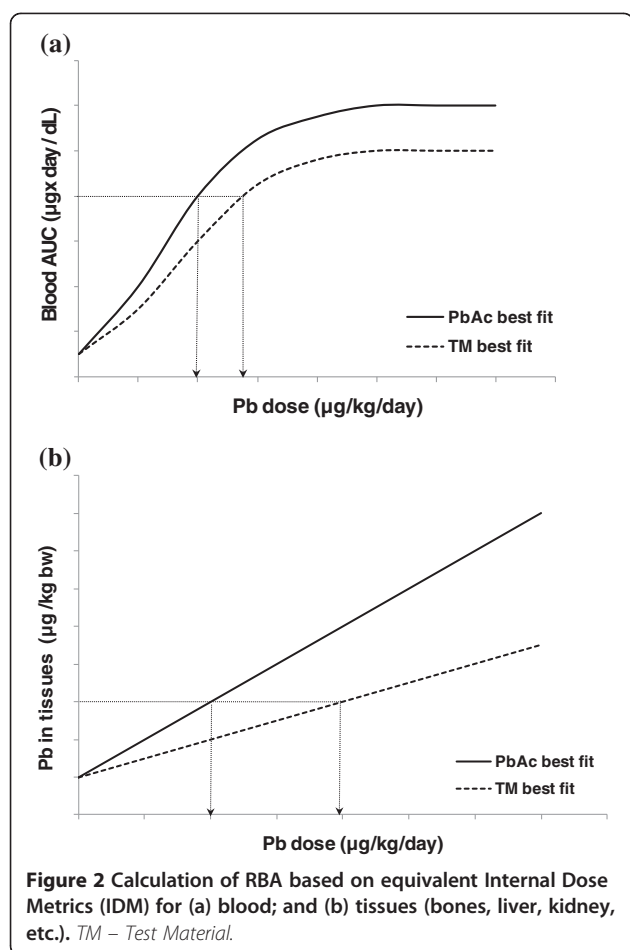 (a)
Blood AUC (µgx day / dL)
PbAc best fit
TM best fit
Pb dose (µg/kg/day)
(b)
Pb in tissues (µg /kg bw)
PbAc best fit
TM best fit
Pb dose (µg/kg/day)
Figure 2 Calculation of RBA based on equivalent Internal Dose
Metrics (IDM) for (a) blood; and (b) tissues (bones, liver, kidney,
etc.). TM – Test Material.